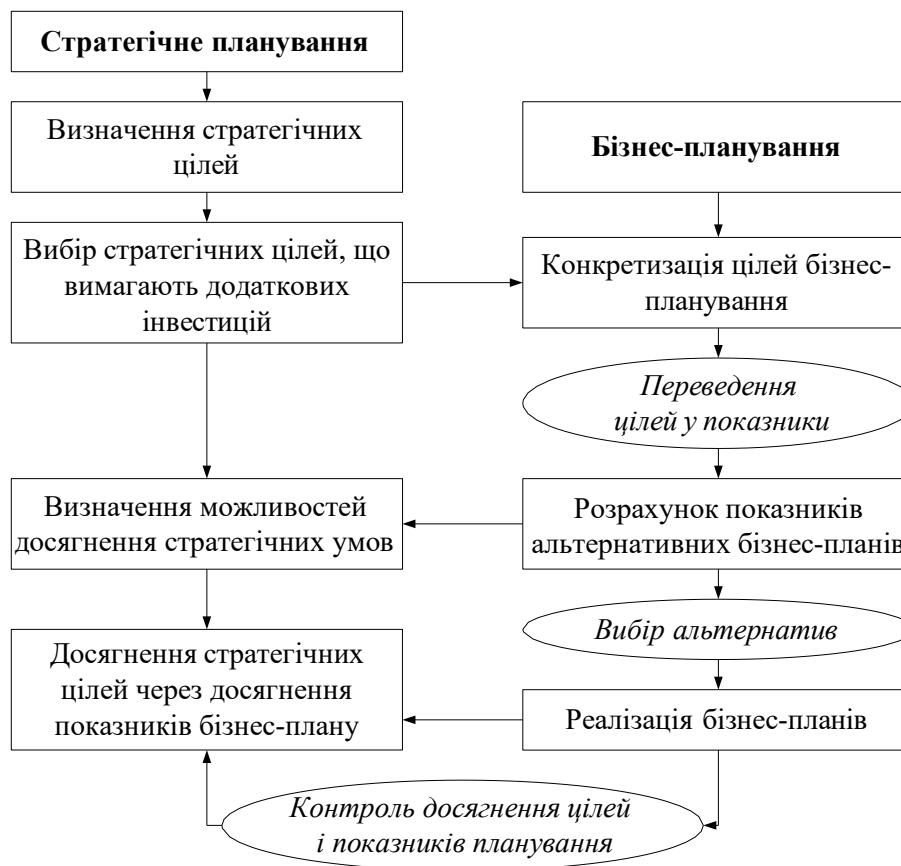 Стратегічне планування
Визначення стратегічних
цілей
Бізнес-планування
Вибір стратегічних цілей, що
вимагають додаткових
інвестицій
Конкретизація цілей бізнес-
планування
Переведення
цілей у показники
Визначення можливостей
досягнення стратегічних умов
Розрахунок показників
альтернативних бізнес-планів
Вибір альтернатив
Досягнення стратегічних
цілей через досягнення
показників бізнес-плану
Реалізація бізнес-планів
Контроль досягнення цілей
і показників планування